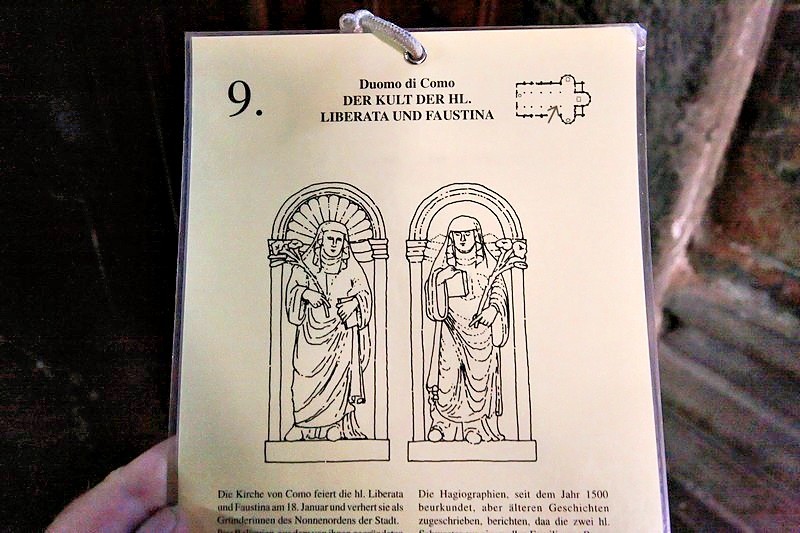 9.
Duomo di Como
DER KULT DER HL.
LIBERATA UND FAUSTINA
Die Kirche von Como feiert die hl. Liberata
und Faustina am 18. Januar und verhert sie als
Gründerinnen des Nonnenordens der Stadt.
Die Hagiographien, seit dem Jahr 1500
beurkundet, aber älteren Geschichten
zugeschrieben, berichten, daa die zwei hl.